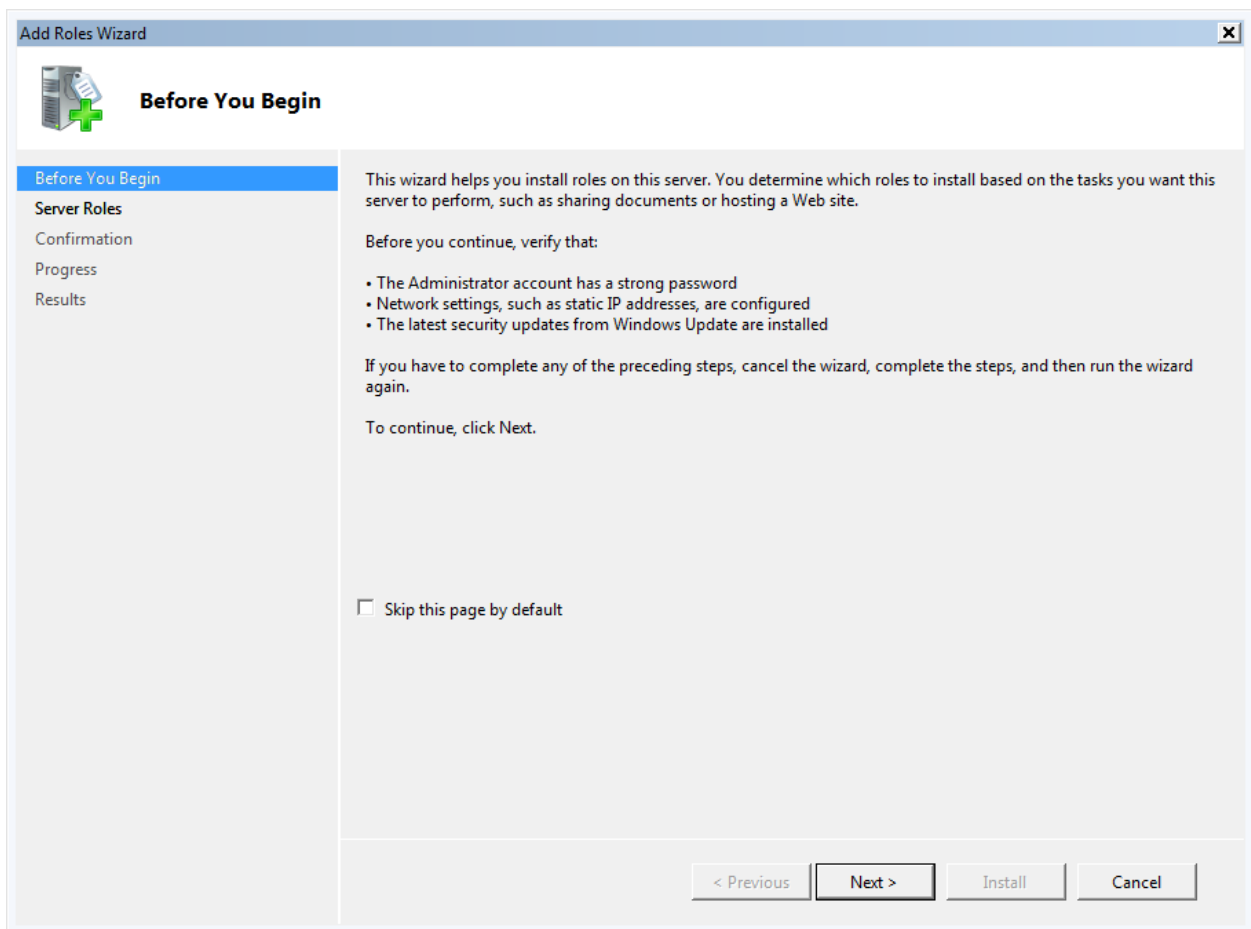 Add Roles Wizard
Before You Begin
Before You Begin
Server Roles
Confirmation
Progress
Results
This wizard helps you install roles on this server. You determine which roles to install based on the tasks you want this
server to perform, such as sharing documents or hosting a Web site.
Before you continue, verify that:
• The Administrator account has a strong password
• Network settings, such as static IP addresses, are configured
• The latest security updates from Windows Update are installed
If you have to complete any of the preceding steps, cancel the wizard, complete the steps, and then run the wizard
again.
To continue, click Next.
Skip this page by default
< Previous
Next >
Install
Cancel